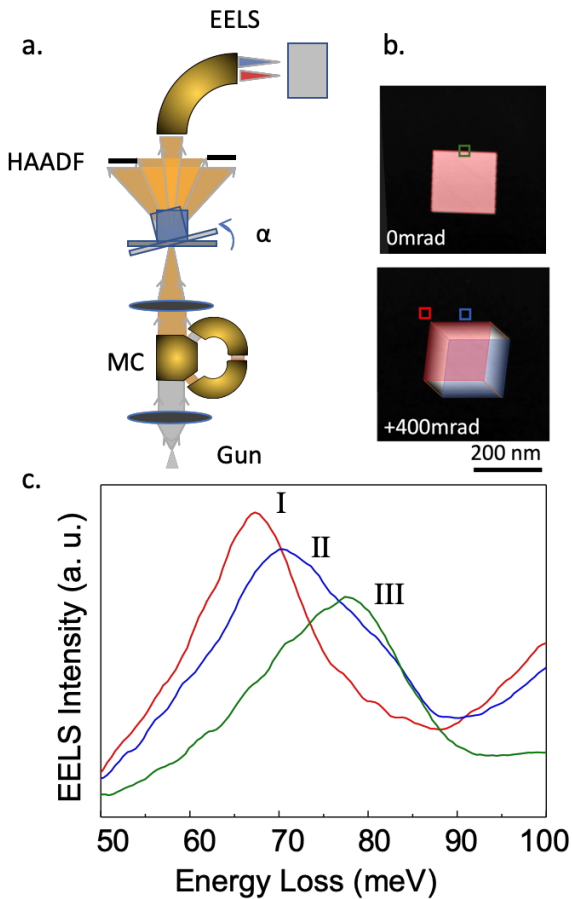 a.
EELS
HAADF
α
MC
Gun
b.
0mrad
+400mrad
200 nm
c.
EELS Intensity (a. u.)
I
II
III
50 60 70 80 90 100
Energy Loss (meV)